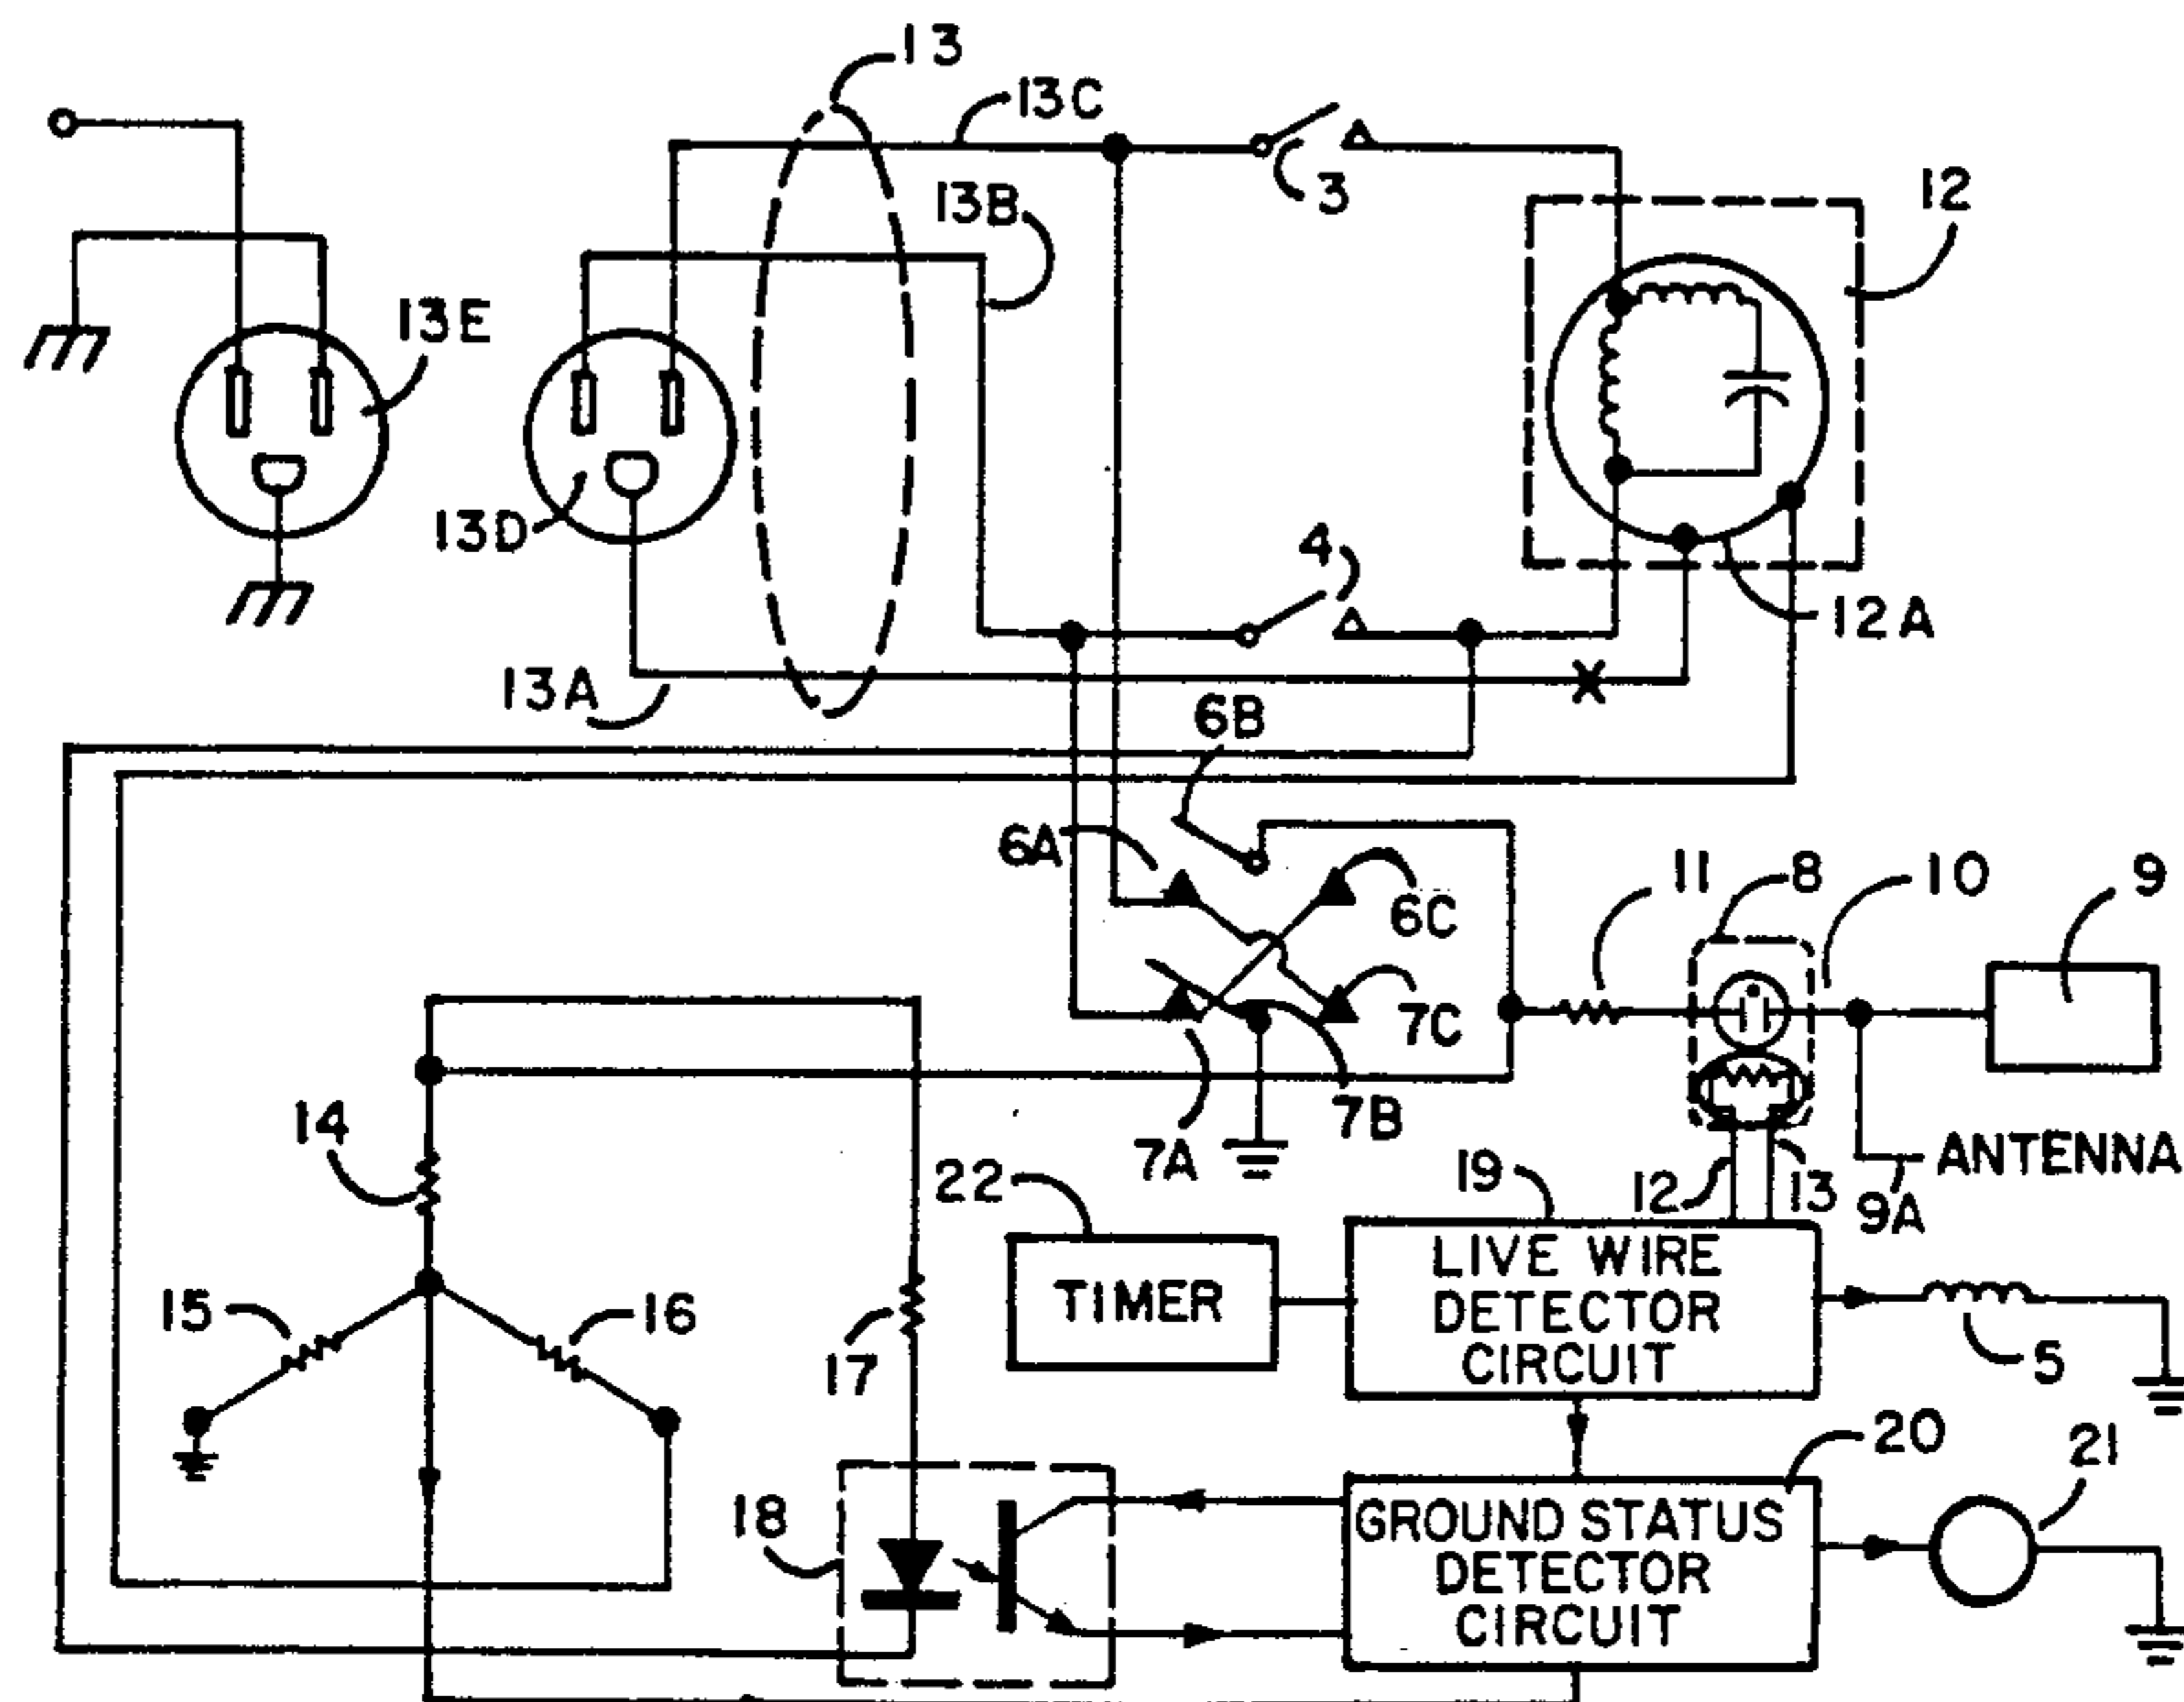 13
13C
13B
3
12
13E
13D
4
12A
13A
6B
6A
6C
11
8
10
9
7C
7B
7A
14
22
19
12
13
9A
ANTENNA
15
16
17
TIMER
LIVE WIRE
DETECTOR
CIRCUIT
5
18
20
21
GROUND STATUS
DETECTOR
CIRCUIT